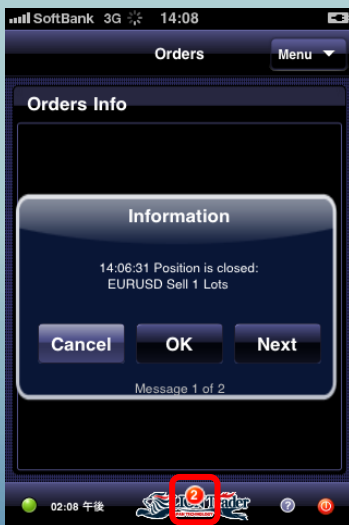 SoftBank 3G 14:08
Orders
Menu
Orders Info
Information
14:06:31 Position is closed:
EURUSD Sell 1 Lots
Cancel OK Next
Message 1 of 2
02:08 午後
2
?